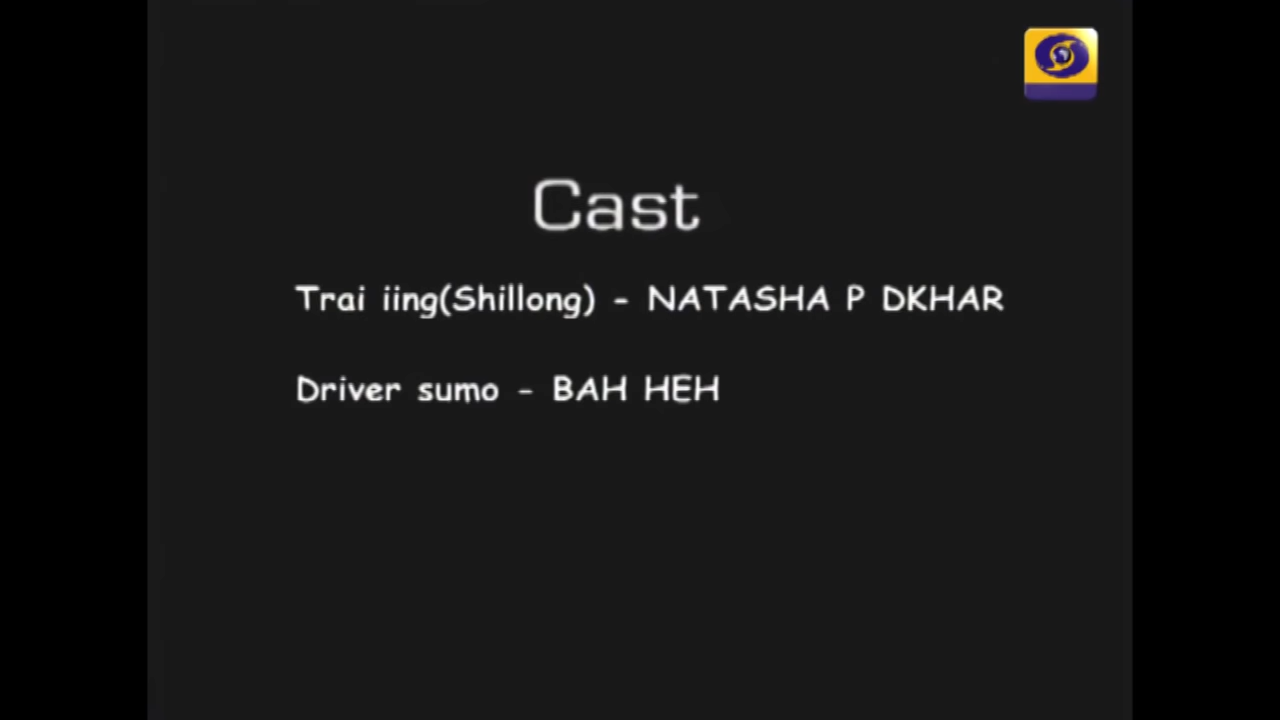 Cast
Trai iing(Shillong) - NATASHA P DKHAR
Driver sumo - BAH HEH